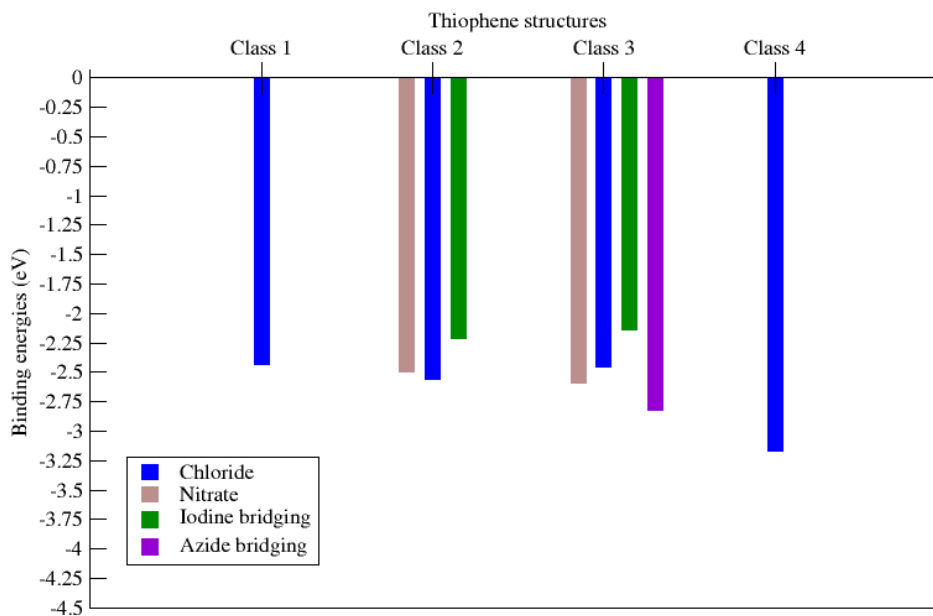 Thiophene structures
Class 1 Class 2 Class 3 Class 4
0
-0.25
-0.5
-0.75
-1
-1.25
-1.5
-1.75
-2
-2.25
-2.5
-2.75
-3
-3.25
-3.5
-3.75
-4
-4.25
-4.5
Binding energies (eV)
Chloride
Nitrate
Iodine bridging
Azide bridging